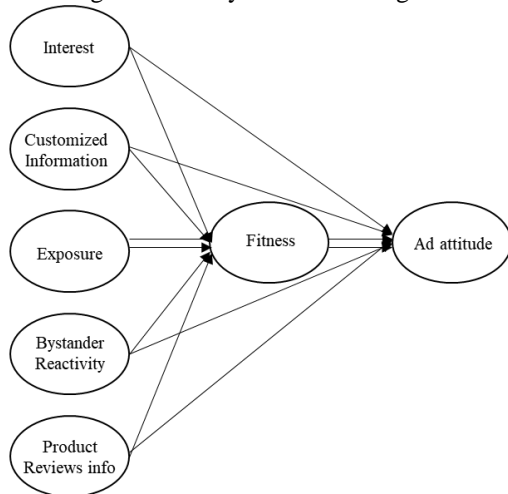 Interest
Customized
Information
Exposure
Fitness
Ad attitude
Bystander
Reactivity
Product
Reviews info